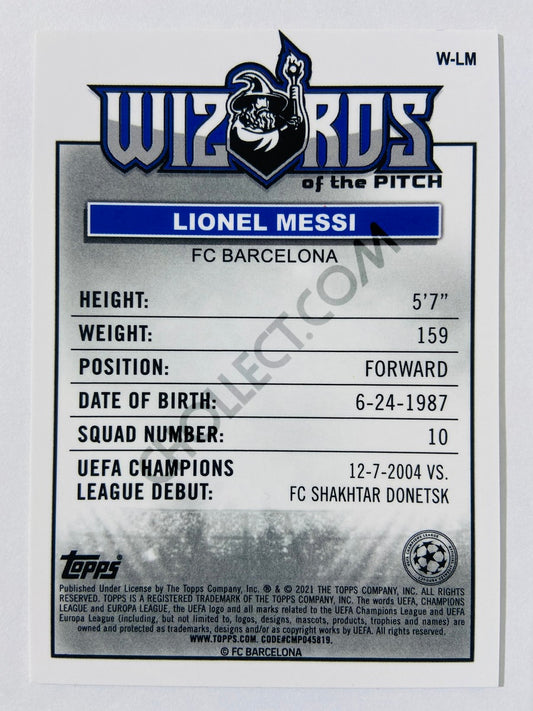 W-LM
WIZARDS
of the PITCH
LIONEL MESSI
FC BARCELONA
HEIGHT: 5'7"
WEIGHT: 159
POSITION: FORWARD
DATE OF BIRTH: 6-24-1987
SQUAD NUMBER: 10
UEFA CHAMPIONS LEAGUE DEBUT: 12-7-2004 VS. FC SHAKHTAR DONETSK
SHOLLECT.COM
topps
Published Under License by The Topps Company, Inc. ® & © 2021 THE TOPPS COMPANY, INC. ALL RIGHTS
RESERVED. TOPPS IS A REGISTERED TRADEMARK OF THE TOPPS COMPANY, INC. The words UEFA, CHAMPIONS
LEAGUE and EUROPA LEAGUE, the UEFA logo and all marks related to the UEFA Champions League and UEFA
Europa League (including, but not limited to, logos, designs, mascots, products, trophies and names) are
owned and protected as trademarks, designs and/or as copyright works by UEFA. All rights reserved.
WWW.TOPPS.COM. CODE#CMP045819.
© FC BARCELONA